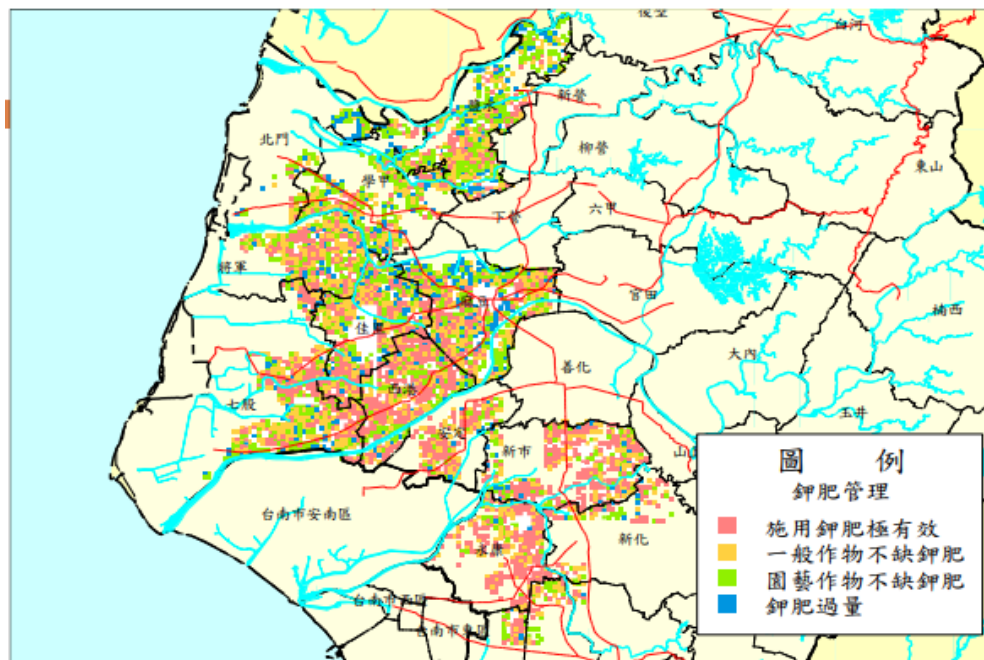 後壁
白河
鹽水
新營
北門
柳營
東山
學甲
六甲
下營
將軍
官田
楠西
佳里
大內
善化
西港
七股
玉井
安定
新市
山
台南市安南區
新化
永康
台南市西區
台南市東區
圖 例
鉀肥管理
施用鉀肥極有效
一般作物不缺鉀肥
園藝作物不缺鉀肥
鉀肥過量